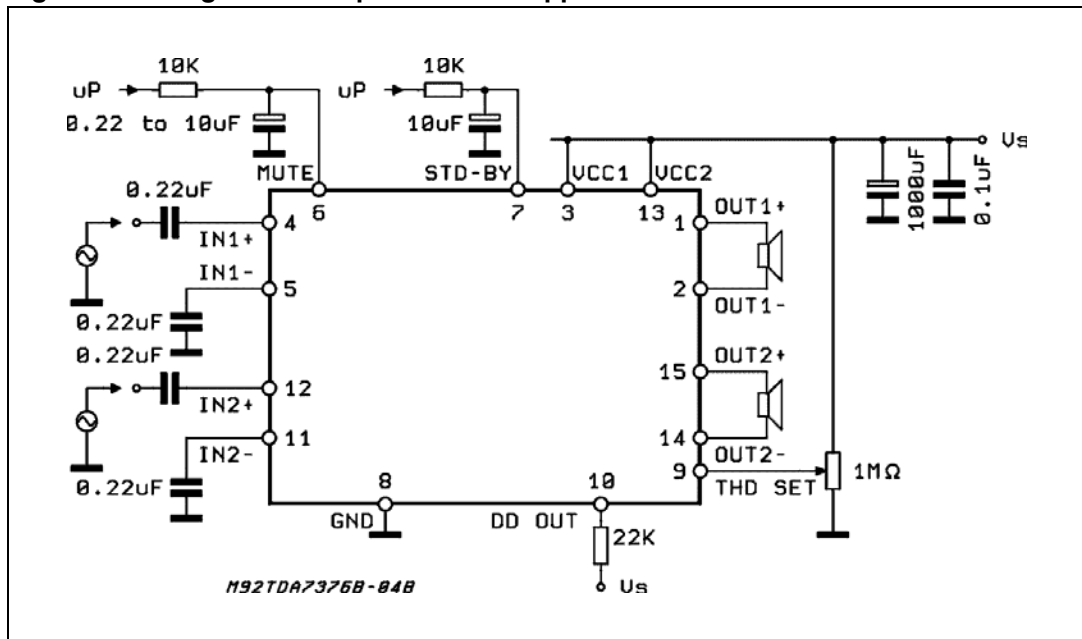 10K
10K
uP
uP
0.22 to 10uF
10uF
Vs
MUTE
STD-BY
VCC1
VCC2
1000uF
0.1uF
0.22uF
6
7
3
13
OUT1+
4
1
IN1+
IN1-
5
2
OUT1-
0.22uF
0.22uF
OUT2+
15
12
IN2+
11
14
OUT2-
IN2-
9
THD SET
1MΩ
0.22uF
8
10
GND
DD OUT
22K
M92TDA7376B-04B
Vs